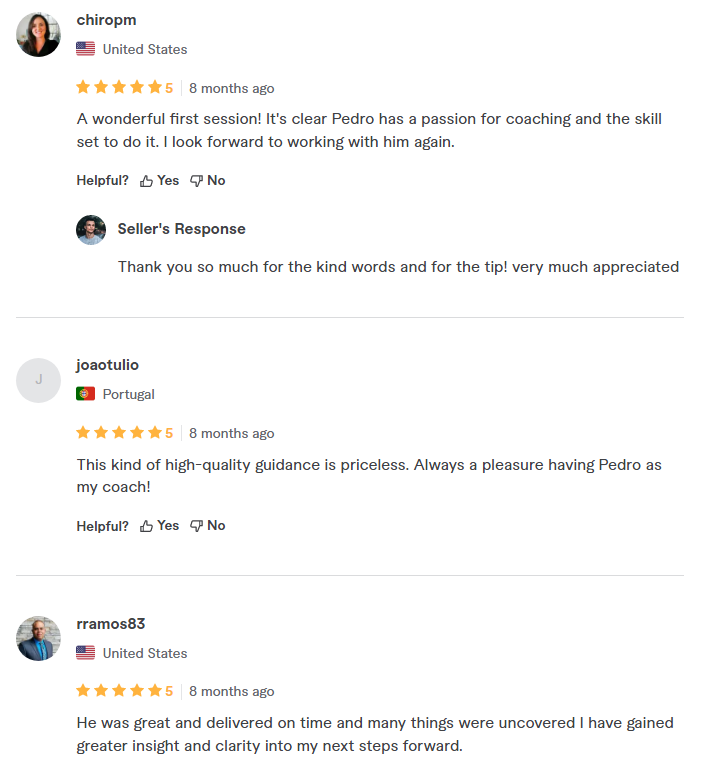 chiropm
United States
5 8 months ago
A wonderful first session! It's clear Pedro has a passion for coaching and the skill
set to do it. I look forward to working with him again.
Helpful? Yes No
Seller's Response
Thank you so much for the kind words and for the tip! very much appreciated
J
joaotulio
Portugal
5 8 months ago
This kind of high-quality guidance is priceless. Always a pleasure having Pedro as
my coach!
Helpful? Yes No
rramos83
United States
5 8 months ago
He was great and delivered on time and many things were uncovered I have gained
greater insight and clarity into my next steps forward.